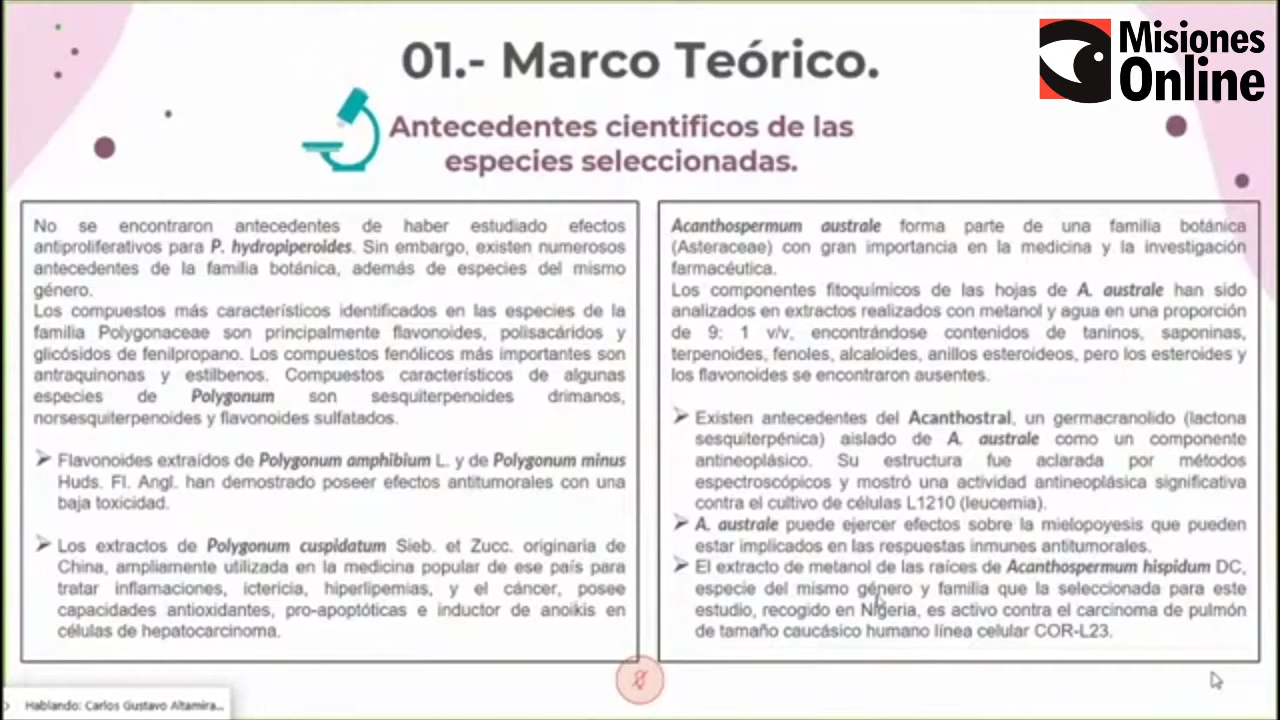 01.- Marco Teórico.
Misiones
Online
Antecedentes cientificos de las
especies seleccionadas.
No se encontraron antecedentes de haber estudiado efectos
antiproliferativos para P. hydropiperoides. Sin embargo, existen numerosos
antecedentes de la familia botánica, además de especies del mismo
género.
Los compuestos más característicos identificados en las especies de la
familia Polygonaceae son principalmente flavonoides, polisacáridos y
glicósidos de fenilpropano. Los compuestos fenólicos más importantes son
antraquinonas y estilbenos. Compuestos característicos de algunas
especies de Polygonum son sesquiterpenoides drimanos,
norsesquiterpenoides y flavonoides sulfatados.
➤ Flavonoides extraídos de Polygonum amphibium L. y de Polygonum minus
Huds. Fl. Angl. han demostrado poseer efectos antitumorales con una
baja toxicidad.
➤ Los extractos de Polygonum cuspidatum Sieb. et Zucc. originaria de
China, ampliamente utilizada en la medicina popular de ese país para
tratar inflamaciones, ictericia, hiperlipemias, y el cáncer, posee
capacidades antioxidantes, pro-apoptóticas e inductor de anoikis en
células de hepatocarcinoma.
Acanthospermum australe forma parte de una familia botánica
(Asteraceae) con gran importancia en la medicina y la investigación
farmacéutica.
Los componentes fitoquímicos de las hojas de A. australe han sido
analizados en extractos realizados con metanol y agua en una proporción
de 9: 1 v/v, encontrándose contenidos de taninos, saponinas,
terpenoides, fenoles, alcaloides, anillos esteroideos, pero los esteroides y
los flavonoides se encontraron ausentes.
➤ Existen antecedentes del Acanthostral, un germacranolido (lactona
sesquiterpénica) aislado de A. australe como un componente
antineoplásico. Su estructura fue aclarada por métodos
espectroscópicos y mostró una actividad antineoplásica significativa
contra el cultivo de células L1210 (leucemia).
➤ A. australe puede ejercer efectos sobre la mielopoyesis que pueden
estar implicados en las respuestas inmunes antitumorales.
➤ El extracto de metanol de las raíces de Acanthospermum hispidum DC,
especie del mismo género y familia que la seleccionada para este
estudio, recogido en Nigeria, es activo contra el carcinoma de pulmón
de tamaño caucásico humano línea celular COR-L23.
Hablando: Carlos Gustavo Altamira...